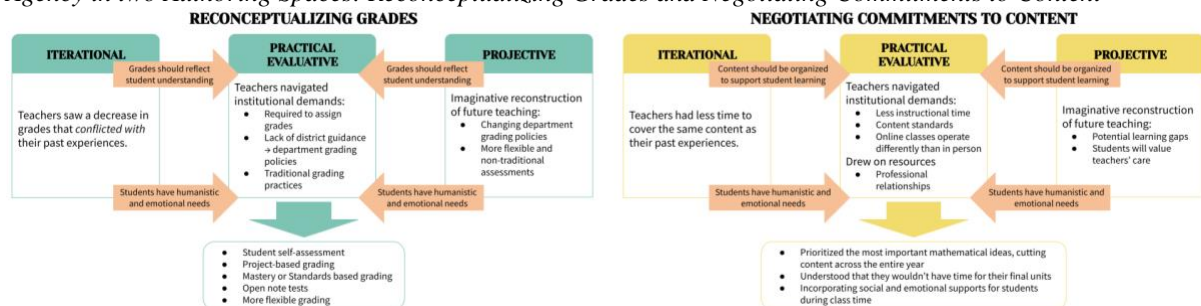 Agency in Two Authoring Spaces: Reconceptualizing Grades and Negotiating Commitments to Content
RECONCEPTUALIZING GRADES
ITERATIONAL
PRACTICAL
EVALUATIVE
PROJECTIVE
Grades should reflect
student understanding
Grades should reflect
student understanding
Teachers saw a decrease in
grades that conflicted with
their past experiences.
Teachers navigated
institutional demands:
● Required to assign
grades
● Lack of district guidance
→ department grading
policies
● Traditional grading
practices
Imaginative reconstruction
of future teaching:
● Changing department
grading policies
● More flexible and
non-traditional
assessments
Students have humanistic
and emotional needs
Students have humanistic
and emotional needs
● Student self-assessment
● Project-based grading
● Mastery or Standards based grading
● Open note tests
● More flexible grading
NEGOTIATING COMMITMENTS TO CONTENT
ITERATIONAL
PRACTICAL
EVALUATIVE
PROJECTIVE
Content should be organized
to support student learning
Content should be organized
to support student learning
Teachers had less time to
cover the same content as
their past experiences.
Teachers navigated
institutional demands:
● Less instructional time
● Content standards
● Online classes operate
differently than in person
Drew on resources
● Professional
relationships
Imaginative reconstruction
of future teaching:
● Potential learning gaps
● Students will value
teachers' care
Students have humanistic and
emotional needs
Students have humanistic and
emotional needs
● Prioritized the most important mathematical ideas, cutting
content across the entire year
● Understood that they wouldn't have time for their final units
● Incorporating social and emotional supports for students
during class time